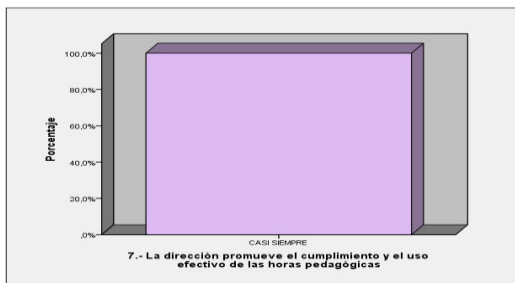 100,0%
80,0%
60,0%
40,0%
20,0%
,0%
Porcentaje
CASI SIEMPRE
7.- La dirección promueve el cumplimiento y el uso
efectivo de las horas pedagógicas